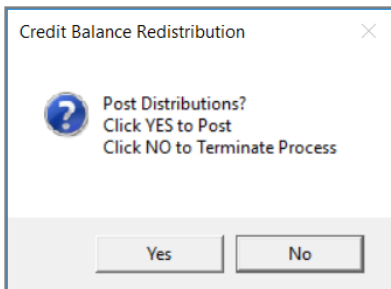 Credit Balance Redistribution
Post Distributions?
Click YES to Post
Click NO to Terminate Process
Yes
No